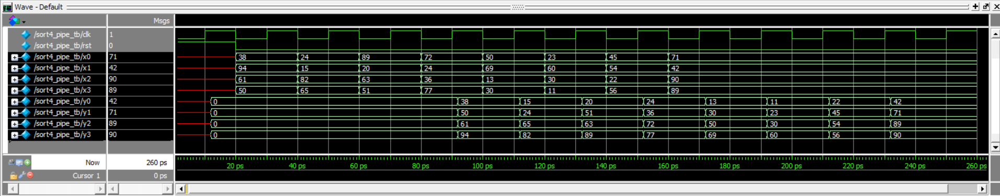 Wave - Default
Msgs
/sort4_pipe_tb/clk 1
/sort4_pipe_tb/rst 0
/sort4_pipe_tb/x0 71 38 24 89 72 50 23 45 71
/sort4_pipe_tb/x1 42 94 15 20 24 69 60 54 42
/sort4_pipe_tb/x2 90 61 82 63 36 13 30 22 90
/sort4_pipe_tb/x3 89 50 65 51 77 30 11 56 89
/sort4_pipe_tb/y0 42 0 38 15 20 24 13 11 22 42
/sort4_pipe_tb/y1 71 0 50 24 51 36 30 23 45 71
/sort4_pipe_tb/y2 89 0 61 65 63 72 50 30 54 89
/sort4_pipe_tb/y3 90 0 94 82 89 77 69 60 56 90
Now 260 ps 20 ps 40 ps 60 ps 80 ps 100 ps 120 ps 140 ps 160 ps 180 ps 200 ps 220 ps 240 ps 260 ps
Cursor 1 0 ps